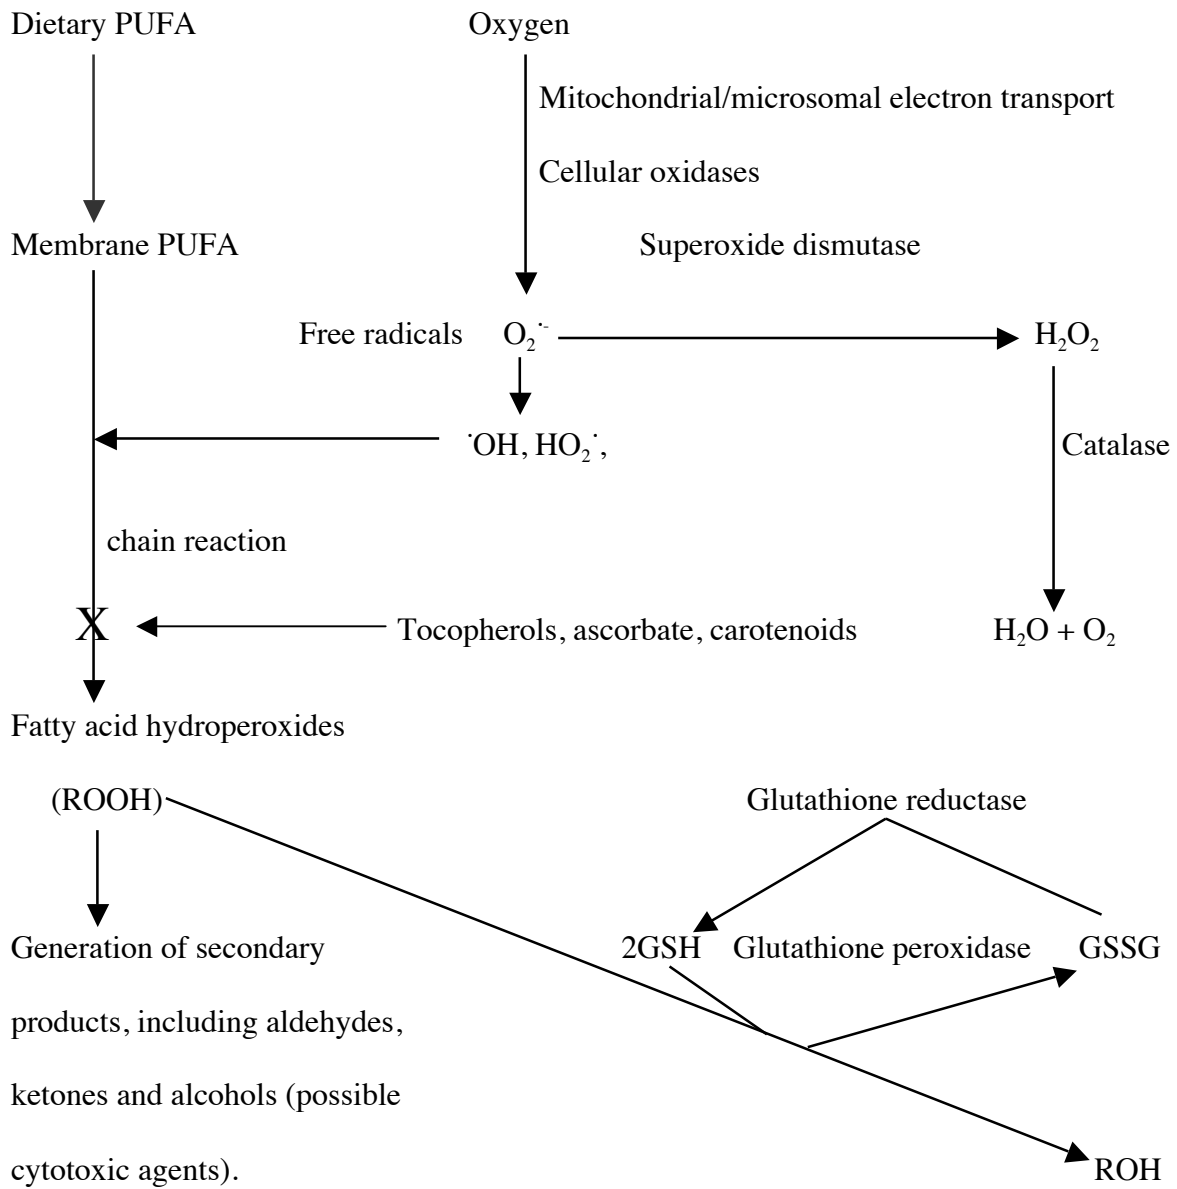 Dietary PUFA
Oxygen
Mitochondrial/microsomal electron transport
Cellular oxidases
Membrane PUFA
Superoxide dismutase
Free radicals
O₂˙⁻
H₂O₂
˙OH, HO₂˙,
Catalase
chain reaction
X
Tocopherols, ascorbate, carotenoids
H₂O + O₂
Fatty acid hydroperoxides
(ROOH)
Glutathione reductase
Generation of secondary
2GSH
Glutathione peroxidase
GSSG
products, including aldehydes,
ketones and alcohols (possible
cytotoxic agents).
ROH